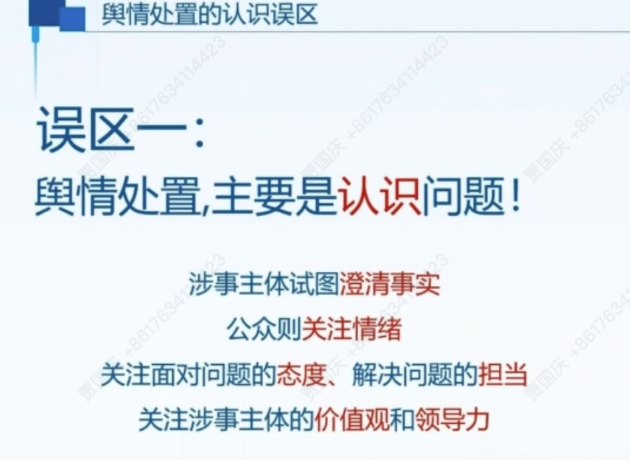 舆情处置的认识误区
误区一：
舆情处置,主要是认识问题！
涉事主体试图澄清事实
公众则关注情绪
关注面对问题的态度、解决问题的担当
关注涉事主体的价值观和领导力
贾国庆 +8617634114423